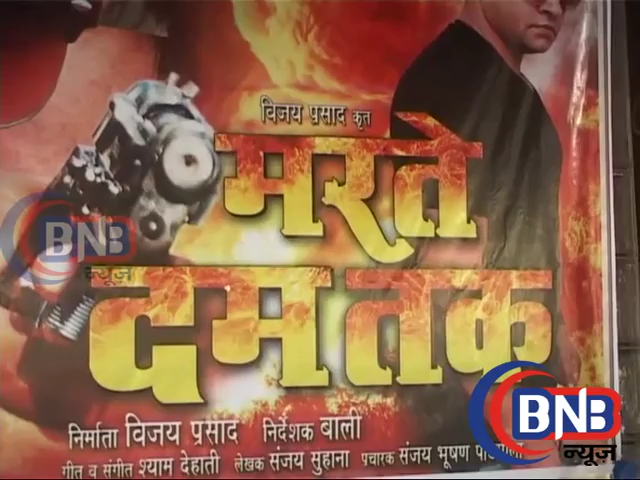 विजय प्रसाद कृत
मरते
दम तक
BNB
न्यूज़
निर्माता विजय प्रसाद निर्देशक बाली
गीत व संगीत श्याम देहाती लेखक संजय सुहाना प्रचारक संजय भूषण
BNB
न्यूज़